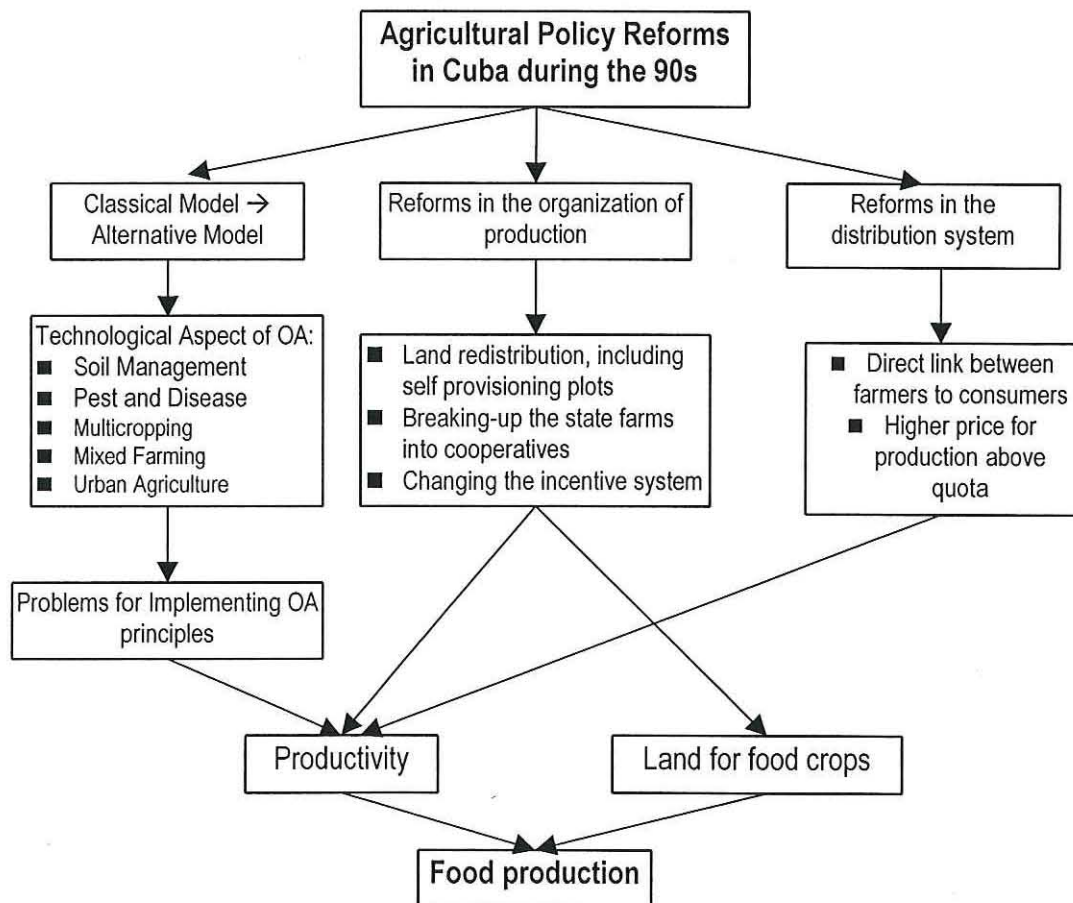 Agricultural Policy Reforms
in Cuba during the 90s
Classical Model →
Alternative Model
Reforms in the organization of
production
Reforms in the
distribution system
Technological Aspect of OA:
■ Soil Management
■ Pest and Disease
■ Multicropping
■ Mixed Farming
■ Urban Agriculture
■ Land redistribution, including
self provisioning plots
■ Breaking-up the state farms
into cooperatives
■ Changing the incentive system
■ Direct link between
farmers to consumers
■ Higher price for
production above
quota
Problems for Implementing OA
principles
Productivity
Land for food crops
Food production